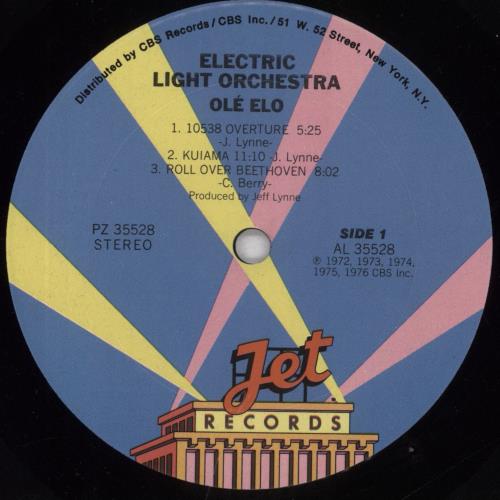 Distributed by CBS Records / CBS Inc. / 51 W. 52 Street, New York, N.Y.
ELECTRIC
LIGHT ORCHESTRA
OLÉ ELO
1. 10538 OVERTURE 5:25
-J. Lynne-
2. KUIAMA 11:10 -J. Lynne-
3. ROLL OVER BEETHOVEN 8:02
-C. Berry-
Produced by Jeff Lynne
PZ 35528
STEREO
SIDE 1
AL 35528
℗ 1972, 1973, 1974,
1975, 1976 CBS Inc.
Jet
RECORDS